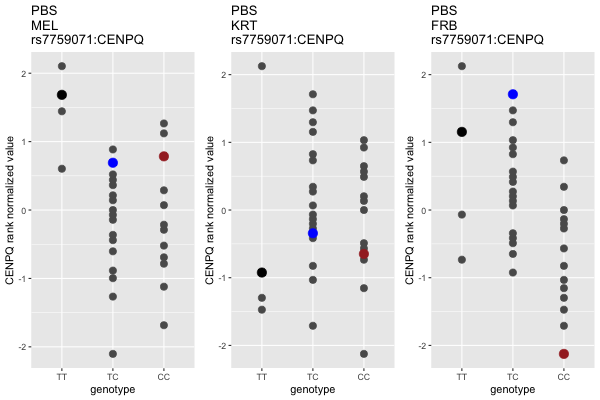 PBS
MEL
rs7759071:CENPQ
CENPQ rank normalized value
2
1
0
-1
-2
TT
TC
CC
genotype
PBS
KRT
rs7759071:CENPQ
CENPQ rank normalized value
2
1
0
-1
-2
TT
TC
CC
genotype
PBS
FRB
rs7759071:CENPQ
CENPQ rank normalized value
2
1
0
-1
-2
TT
TC
CC
genotype